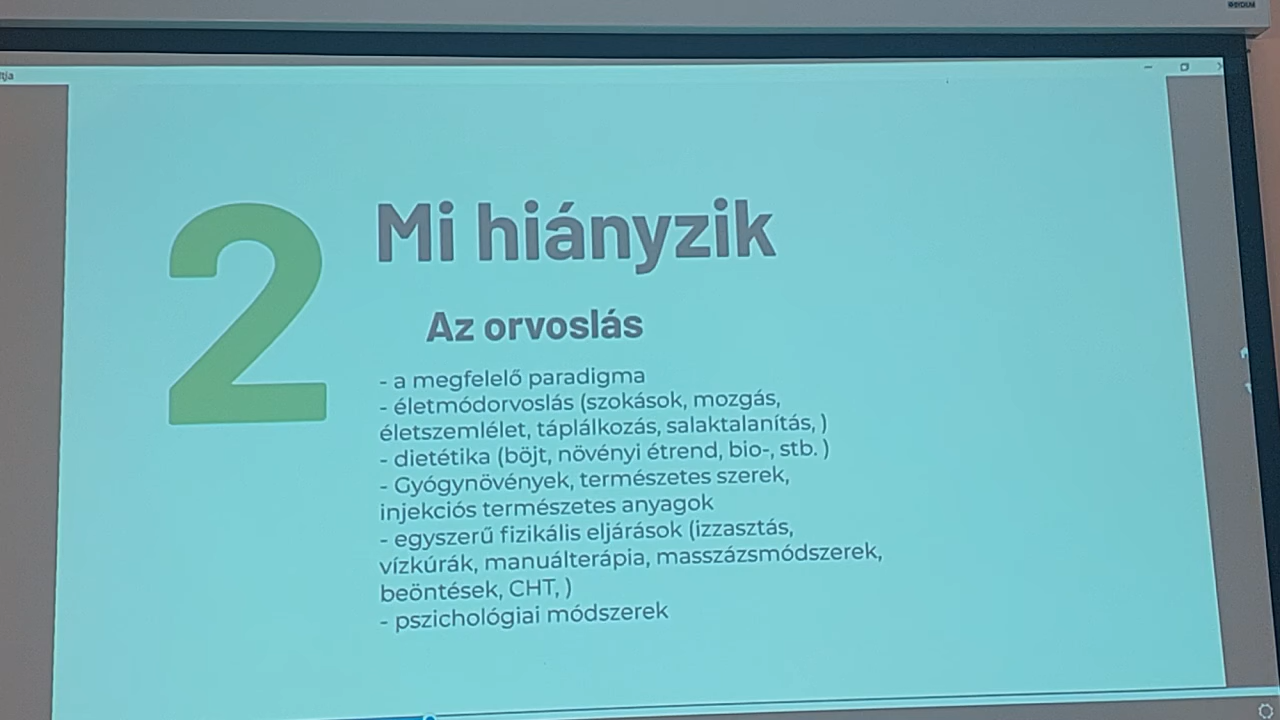 tja
2
Mi hiányzik
Az orvoslás
- a megfelelő paradigma
- életmódorvoslás (szokások, mozgás,
életszemlélet, táplálkozás, salaktalanítás, )
- dietétika (böjt, növényi étrend, bio-, stb. )
- Gyógynövények, természetes szerek,
injekciós természetes anyagok
- egyszerű fizikális eljárások (izzasztás,
vízkúrák, manuálterápia, masszázsmódszerek,
beöntések, CHT, )
- pszichológiai módszerek